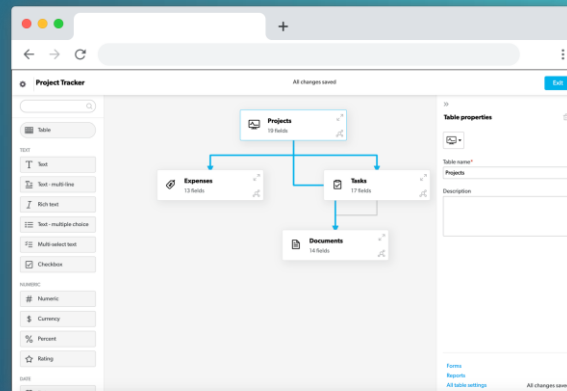 Project Tracker
All changes saved
Exit
Table
TEXT
Text
Text - multi-line
Rich text
Text - multiple choice
Multi-select text
Checkbox
NUMERIC
Numeric
Currency
Percent
Rating
DATE
Projects
19 fields
Expenses
13 fields
Tasks
17 fields
Documents
14 fields
Table properties
Table name*
Projects
Description
Forms
Reports
All table settings
All changes saved